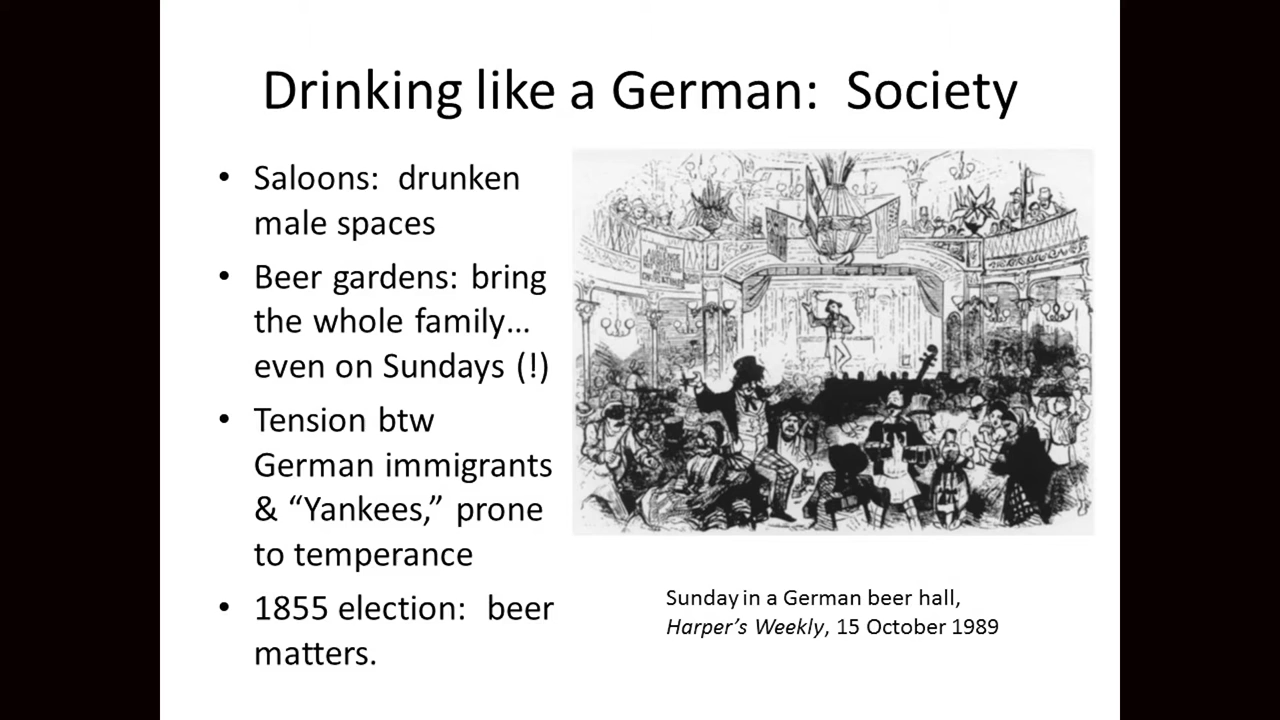 Drinking like a German:  Society
• Saloons:  drunken
male spaces
• Beer gardens: bring
the whole family…
even on Sundays (!)
• Tension btw
German immigrants
& “Yankees,” prone
to temperance
• 1855 election:  beer
matters.
Sunday in a German beer hall,
Harper’s Weekly, 15 October 1989